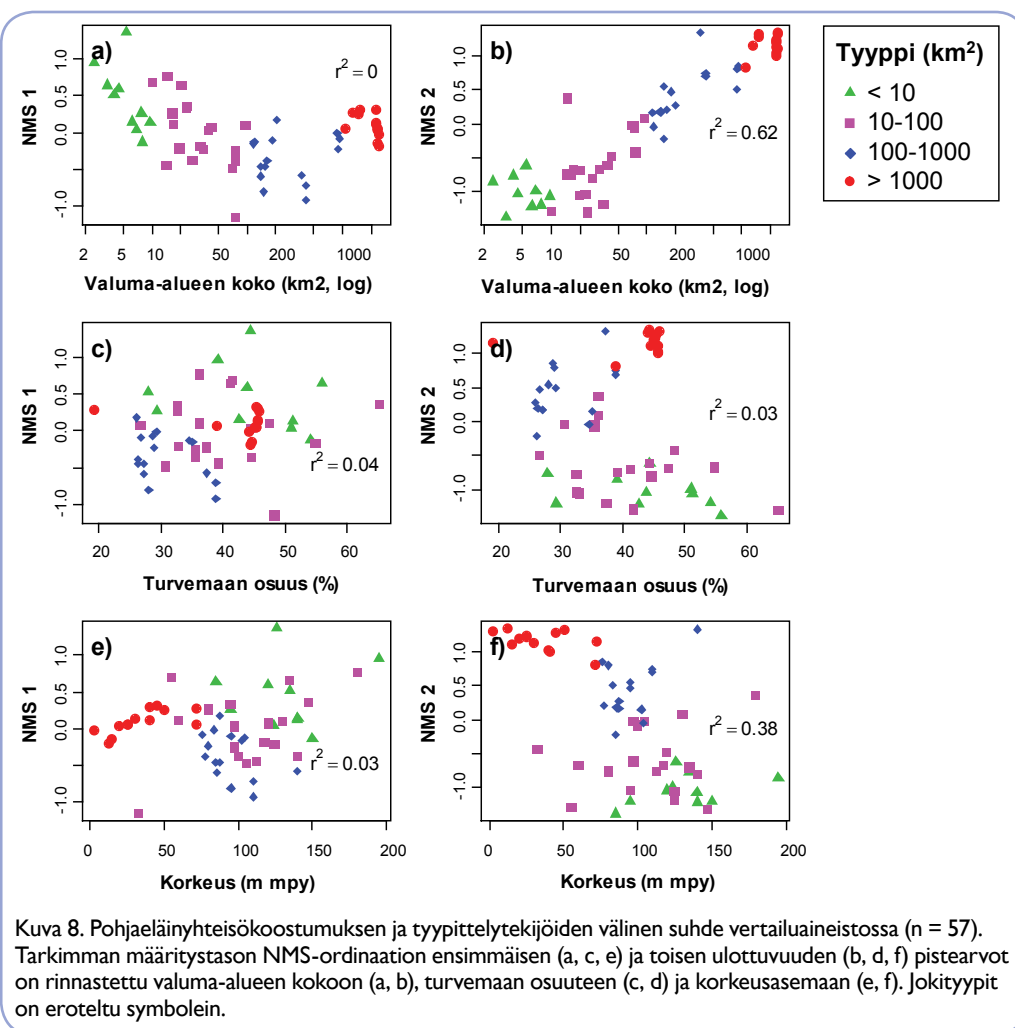 a)
r² = 0
NMS 1
1.0
0.5
0.0
-1.0
2 5 10 50 200 1000
Valuma-alueen koko (km2, log)
b)
r² = 0.62
NMS 2
1.0
0.5
0.0
-1.0
2 5 10 50 200 1000
Valuma-alueen koko (km2, log)
Tyyppi (km²)
< 10
10-100
100-1000
> 1000
c)
r² = 0.04
NMS 1
1.0
0.5
0.0
-1.0
20 30 40 50 60
Turvemaan osuus (%)
d)
r² = 0.03
NMS 2
1.0
0.5
0.0
-1.0
20 30 40 50 60
Turvemaan osuus (%)
e)
r² = 0.03
NMS 1
1.0
0.5
0.0
-1.0
0 50 100 150 200
Korkeus (m mpy)
f)
r² = 0.38
NMS 2
1.0
0.5
0.0
-1.0
0 50 100 150 200
Korkeus (m mpy)
Kuva 8. Pohjaeläinyhteisökoostumuksen ja tyypittelytekijöiden välinen suhde vertailuaineistossa (n = 57).
Tarkimman määritystason NMS-ordinaation ensimmäisen (a, c, e) ja toisen ulottuvuuden (b, d, f) pistearvot
on rinnastettu valuma-alueen kokoon (a, b), turvemaan osuuteen (c, d) ja korkeusasemaan (e, f). Jokityypit
on eroteltu symbolein.